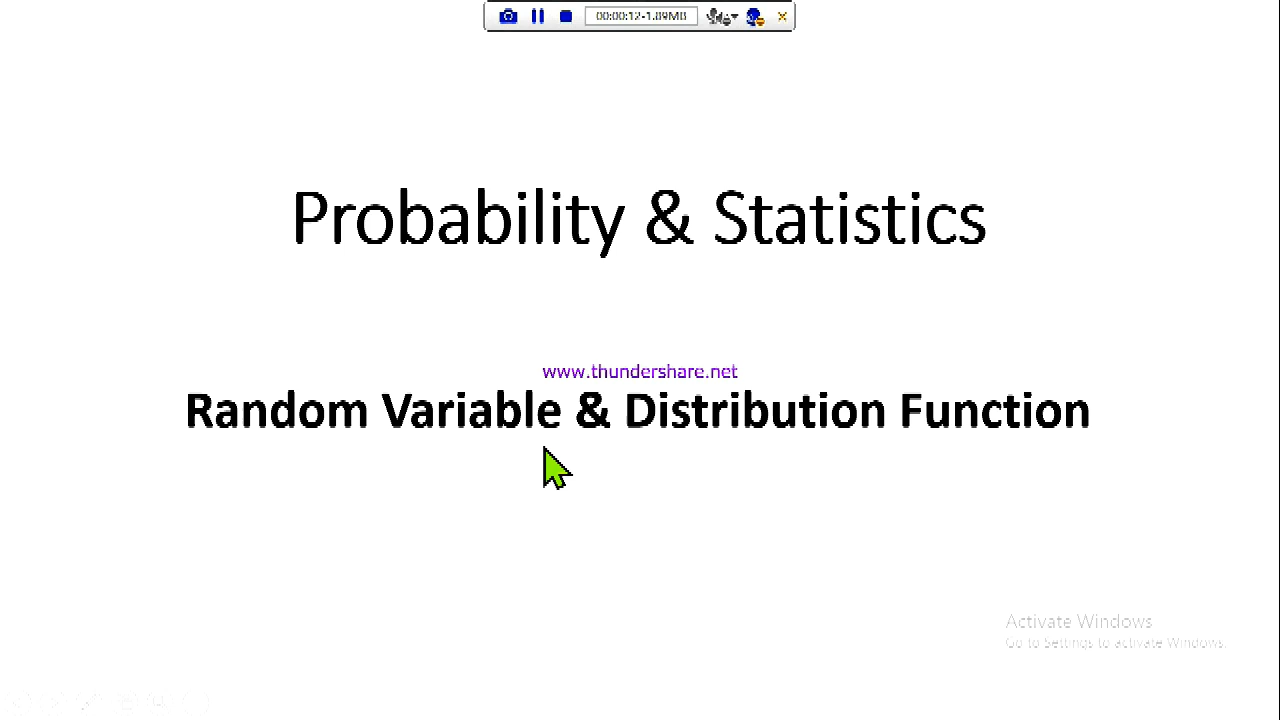 00:00:12-1.89MB
Probability & Statistics
www.thundershare.net
Random Variable & Distribution Function
Activate Windows
Go to Settings to activate Windows.